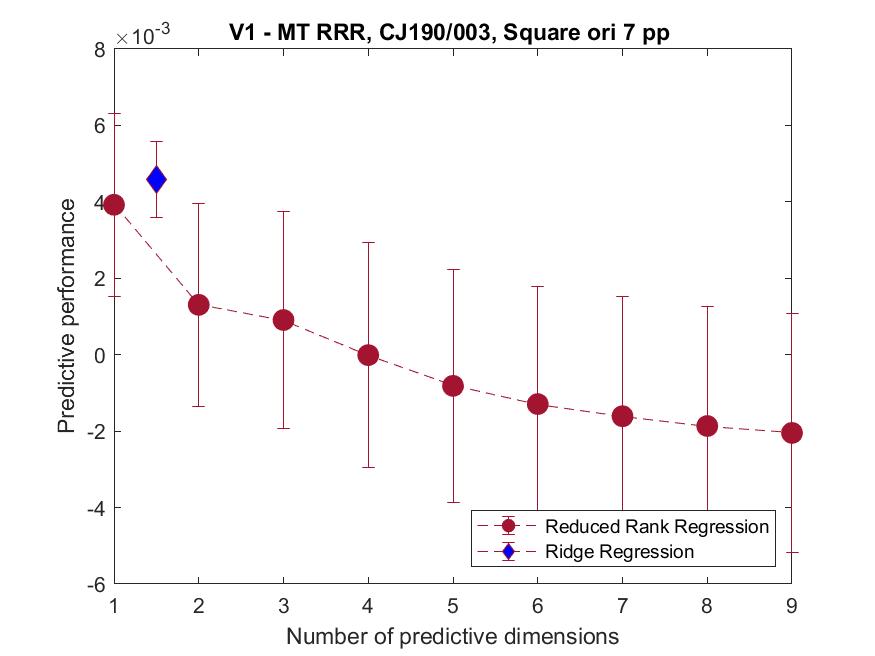 V1 - MT RRR, CJ190/003, Square ori 7 pp
×10⁻³
8
6
4
2
0
-2
-4
-6
Predictive performance
Reduced Rank Regression
Ridge Regression
1 2 3 4 5 6 7 8 9
Number of predictive dimensions